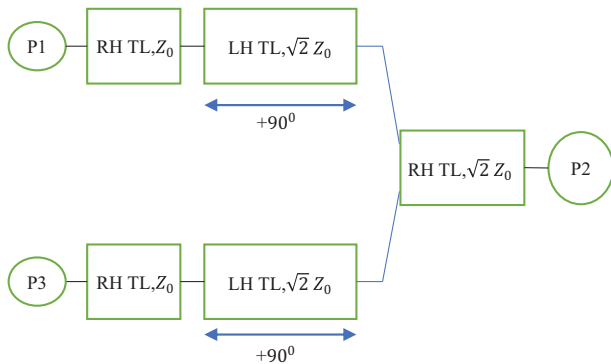 P1
RH TL,Z₀
LH TL,√2 Z₀
+90⁰
RH TL,√2 Z₀
P2
P3
RH TL,Z₀
LH TL,√2 Z₀
+90⁰